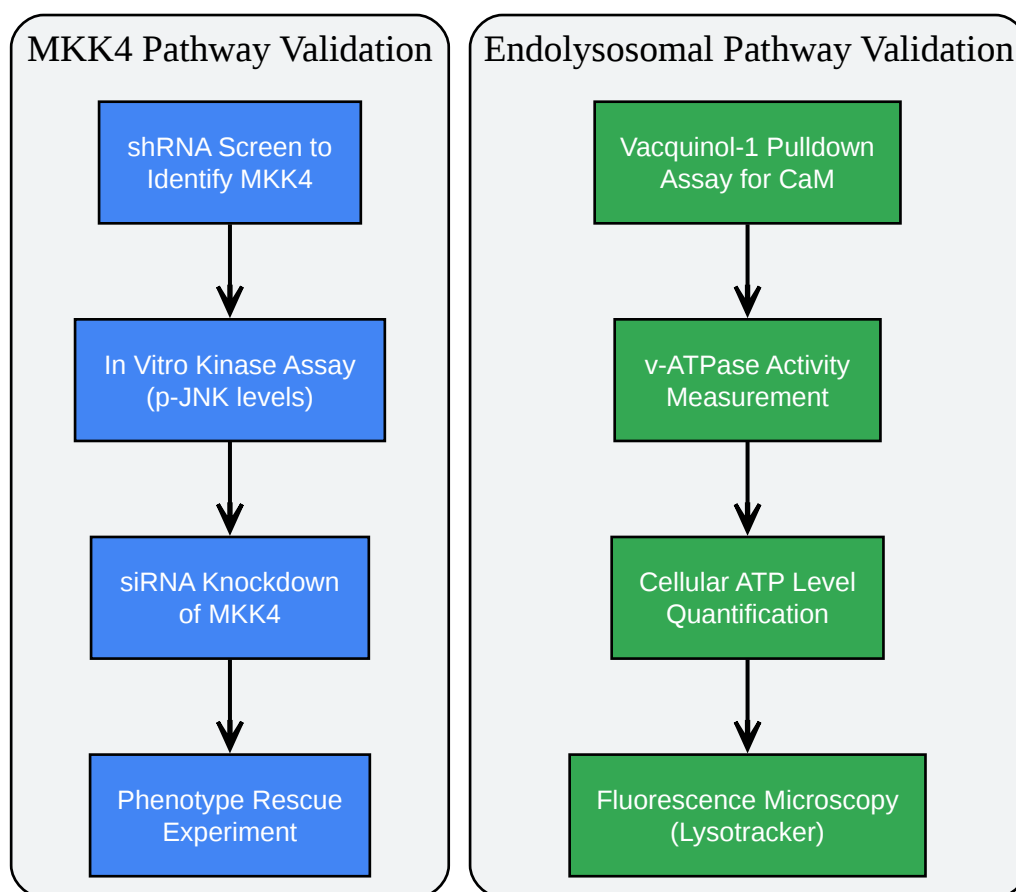 MKK4 Pathway Validation
shRNA Screen to
Identify MKK4
In Vitro Kinase Assay
(p-JNK levels)
siRNA Knockdown
of MKK4
Phenotype Rescue
Experiment
Endolysosomal Pathway Validation
Vacquinol-1 Pulldown
Assay for CaM
v-ATPase Activity
Measurement
Cellular ATP Level
Quantification
Fluorescence Microscopy
(Lysotracker)